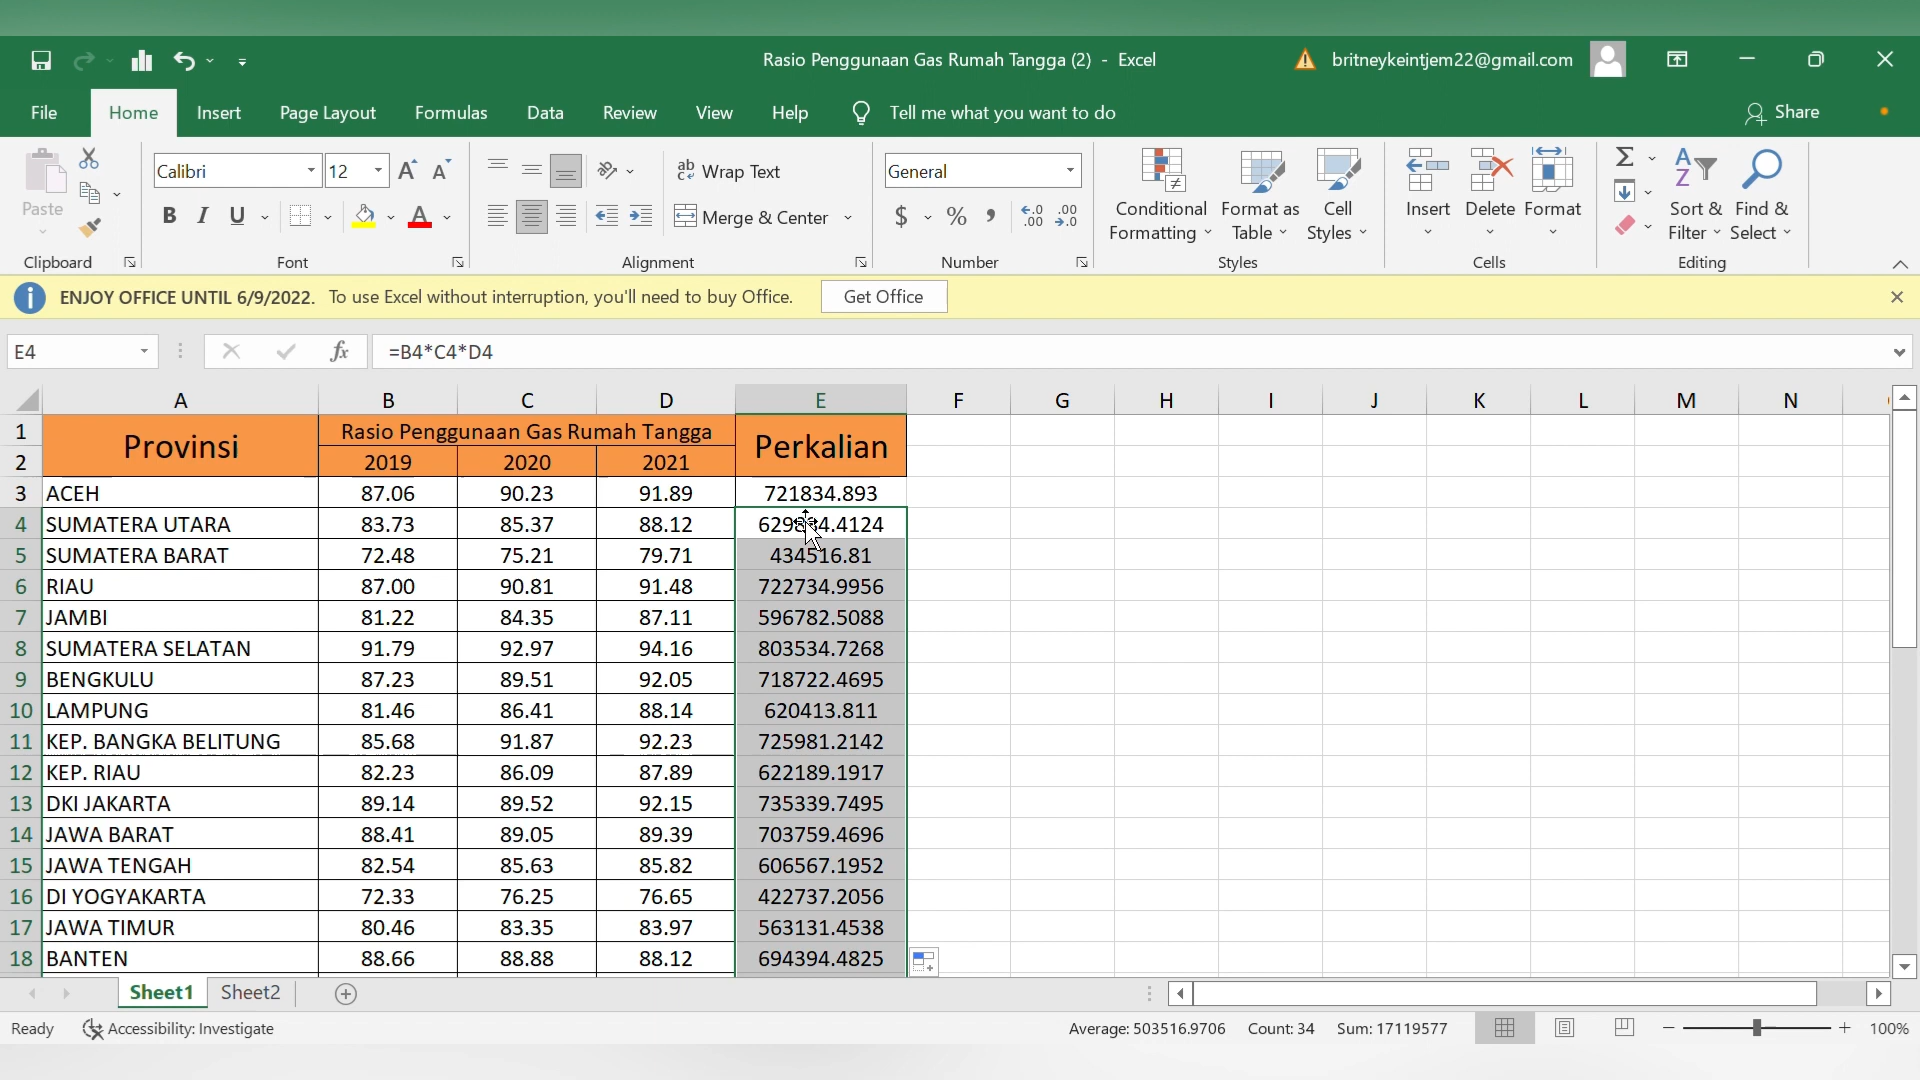 Rasio Penggunaan Gas Rumah Tangga (2) - Excel
britneykeintjem22@gmail.com
File Home Insert Page Layout Formulas Data Review View Help Tell me what you want to do Share
Calibri 12 ab Wrap Text General
Paste B I U Merge & Center $ % , Conditional Formatting Format as Table Cell Styles Insert Delete Format Sort & Filter Find & Select
Clipboard Font Alignment Number Styles Cells Editing
ENJOY OFFICE UNTIL 6/9/2022. To use Excel without interruption, you'll need to buy Office. Get Office
E4 fx =B4*C4*D4
A B C D E F G H I J K L M N
1 Provinsi Rasio Penggunaan Gas Rumah Tangga Perkalian
2 2019 2020 2021
3 ACEH 87.06 90.23 91.89 721834.893
4 SUMATERA UTARA 83.73 85.37 88.12
5 SUMATERA BARAT 72.48 75.21 79.71 434516.81
6 RIAU 87.00 90.81 91.48 722734.9956
7 JAMBI 81.22 84.35 87.11 596782.5088
8 SUMATERA SELATAN 91.79 92.97 94.16 803534.7268
9 BENGKULU 87.23 89.51 92.05 718722.4695
10 LAMPUNG 81.46 86.41 88.14 620413.811
11 KEP. BANGKA BELITUNG 85.68 91.87 92.23 725981.2142
12 KEP. RIAU 82.23 86.09 87.89 622189.1917
13 DKI JAKARTA 89.14 89.52 92.15 735339.7495
14 JAWA BARAT 88.41 89.05 89.39 703759.4696
15 JAWA TENGAH 82.54 85.63 85.82 606567.1952
16 DI YOGYAKARTA 72.33 76.25 76.65 422737.2056
17 JAWA TIMUR 80.46 83.35 83.97 563131.4538
18 BANTEN 88.66 88.88 88.12 694394.4825
Sheet1 Sheet2
Ready Accessibility: Investigate Average: 503516.9706 Count: 34 Sum: 17119577 100%